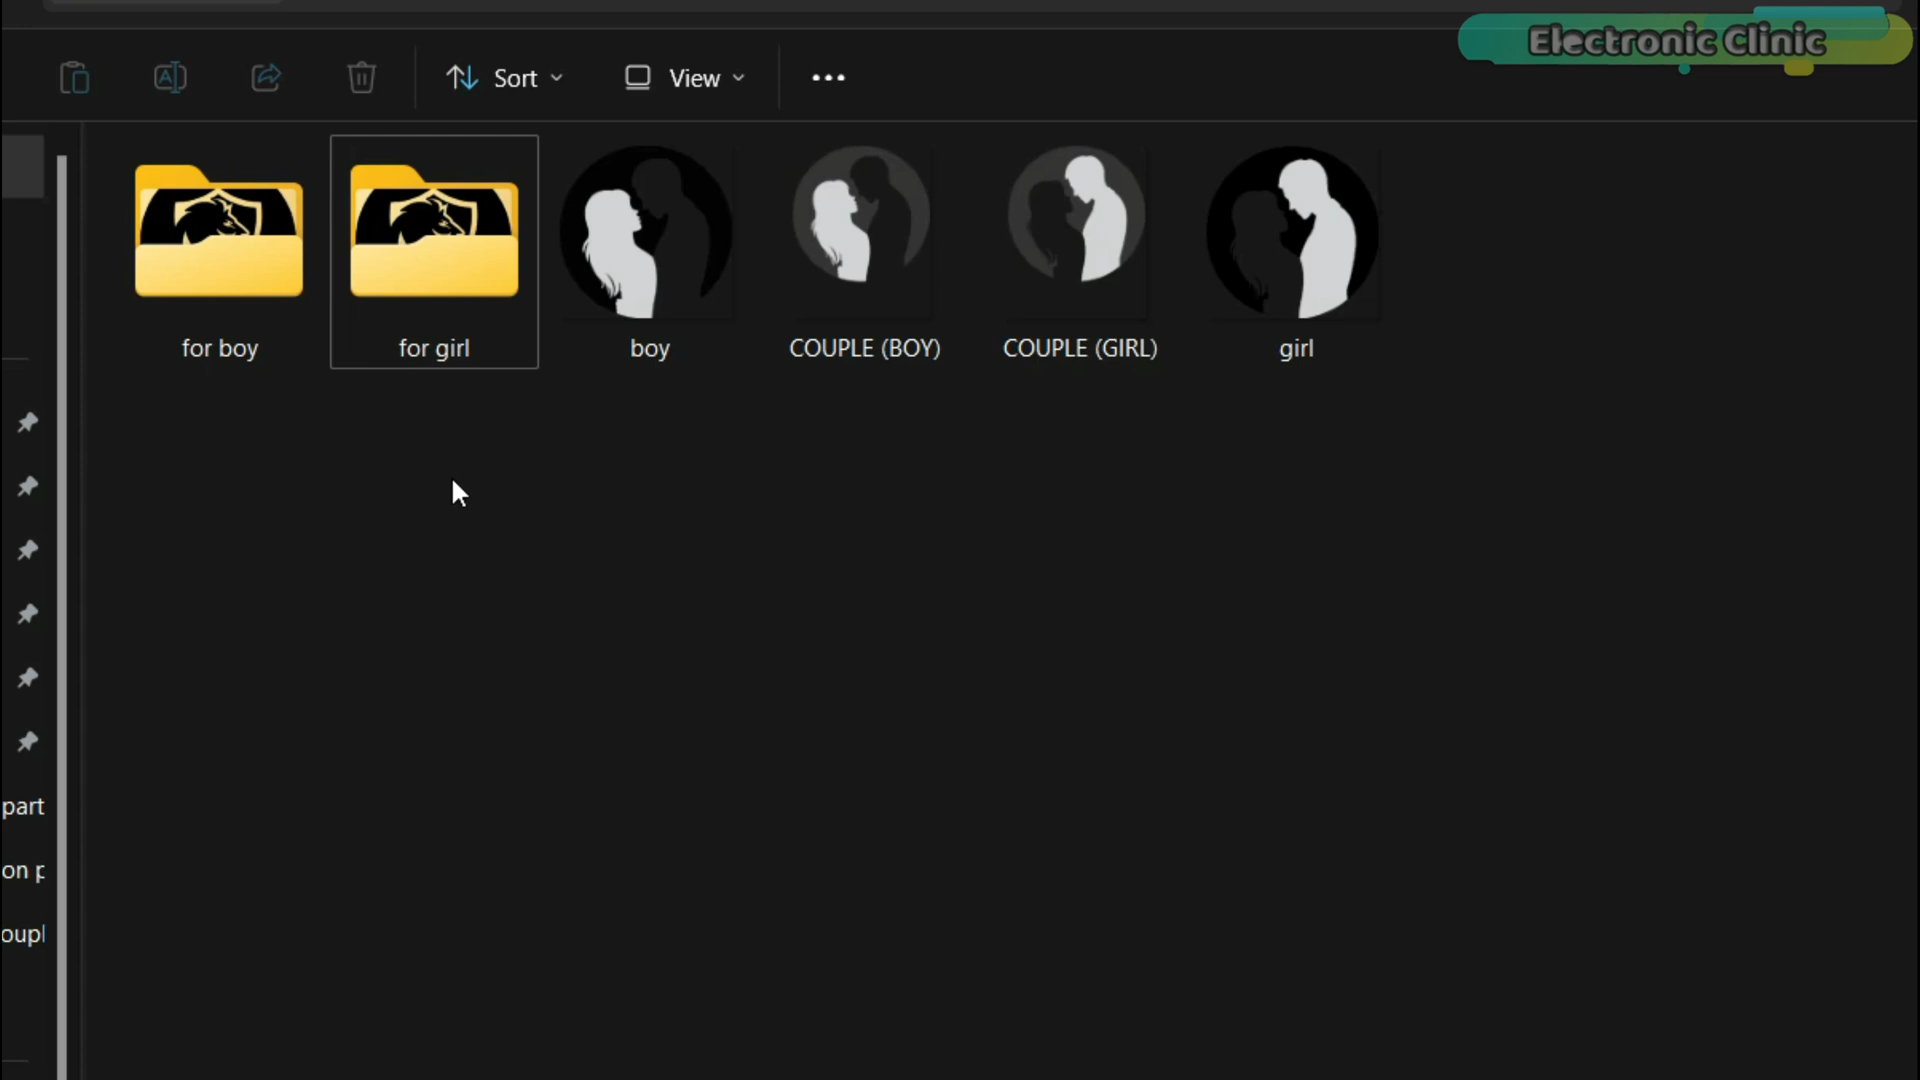 Electronic Clinic
Sort
View
for boy
for girl
boy
COUPLE (BOY)
COUPLE (GIRL)
girl
part
on p
oupl